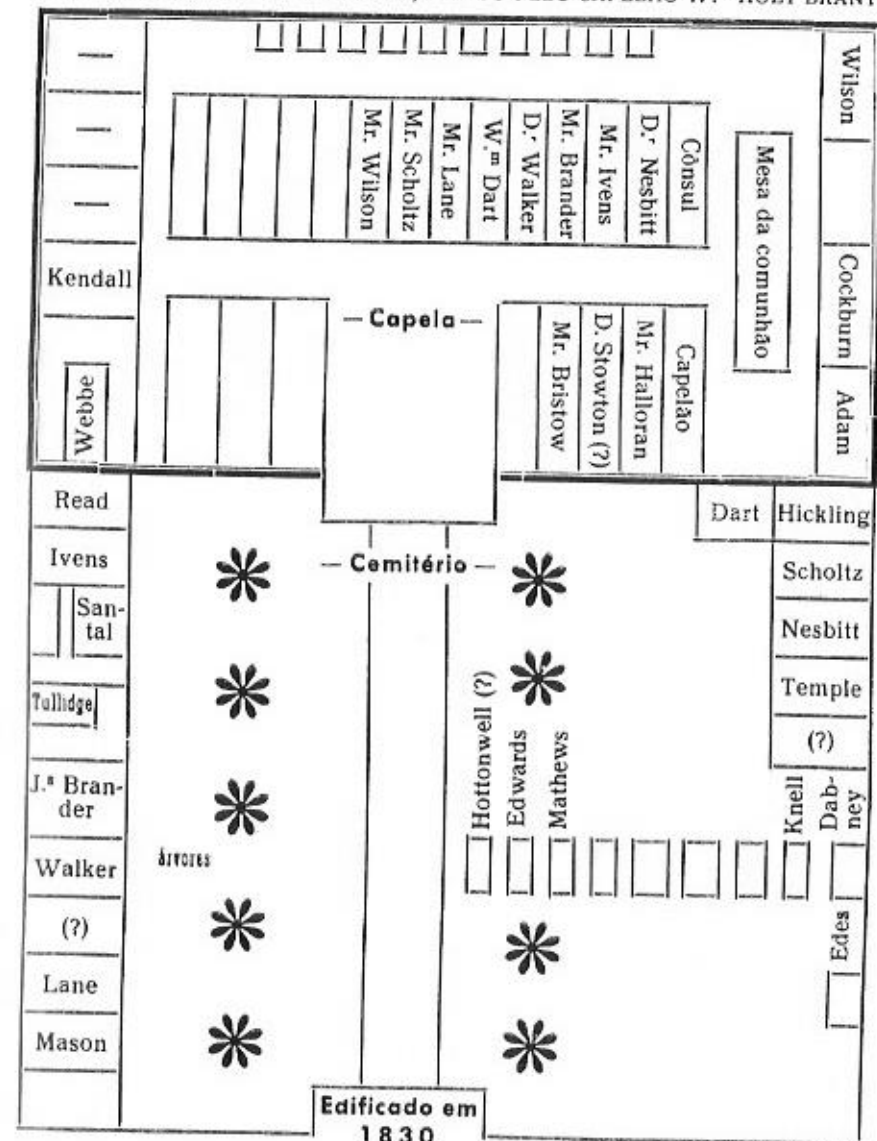 HOLY BRANT
—
—
—
Kendall
Webbe
Mr. Wilson
Mr. Scholtz
Mr. Lane
W.m Dart
D.r Walker
Mr. Brander
Mr. Ivens
D.r Nesbitt
Cônsul
Mesa da comunhão
Wilson
Cockburn
Adam
— Capela —
Mr. Bristow
D. Stowton (?)
Mr. Halloran
Capelão
Read
Ivens
San-
tal
Tullidge
J.s Bran-
der
Walker
(?)
Lane
Mason
árvores
— Cemitério —
Dart
Hickling
Scholtz
Nesbitt
Temple
(?)
Hottonwell (?)
Edwards
Mathews
Knell
Dab-
ney
Edes
Edificado em
1830